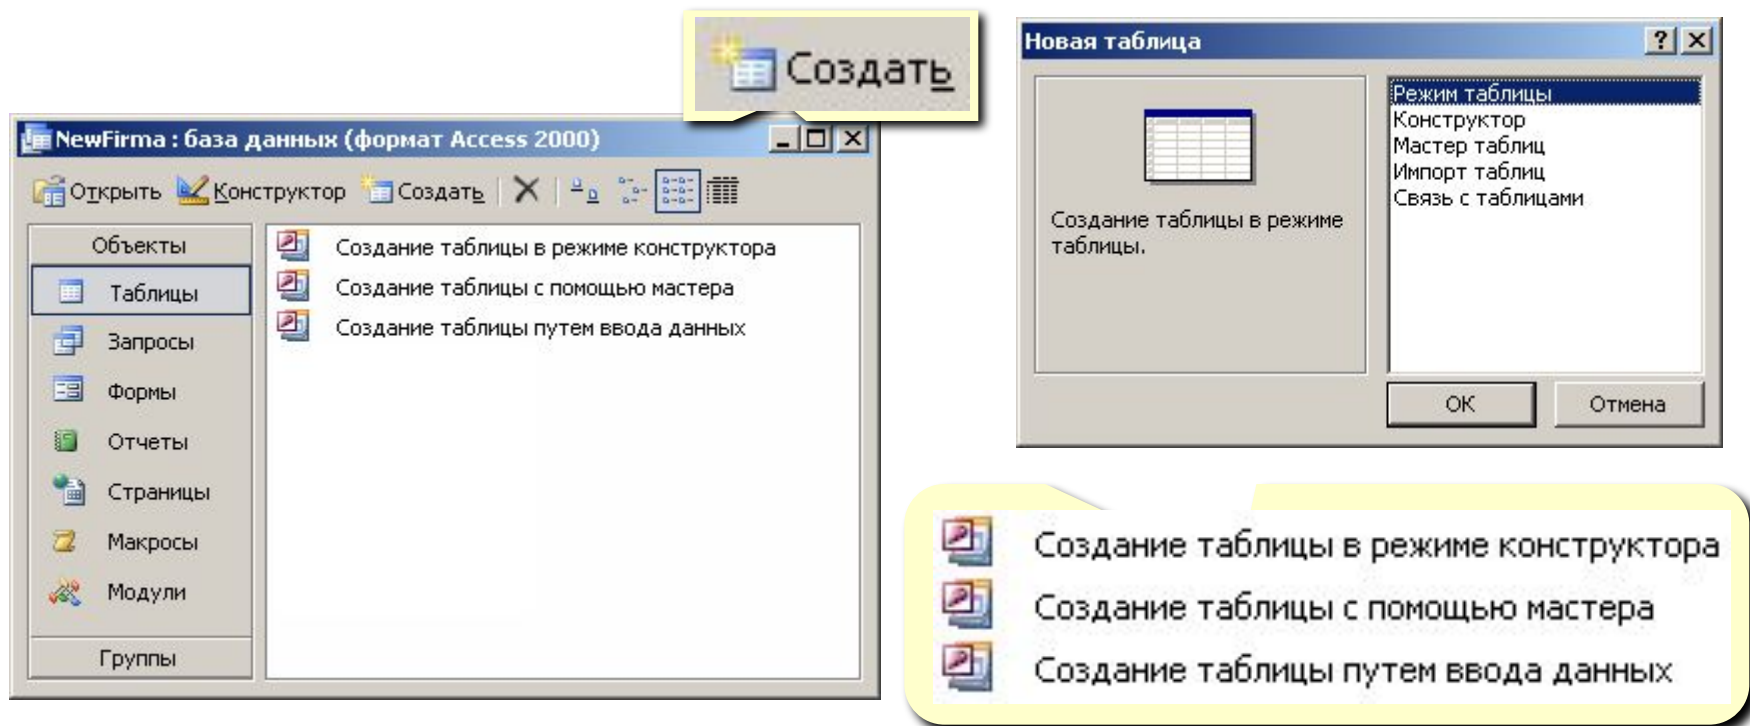 Создать
NewFirma : база данных (формат Access 2000)
Открыть Конструктор Создать
Объекты
Таблицы
Запросы
Формы
Отчеты
Страницы
Макросы
Модули
Группы
Создание таблицы в режиме конструктора
Создание таблицы с помощью мастера
Создание таблицы путем ввода данных
Новая таблица
Создание таблицы в режиме
таблицы.
Режим таблицы
Конструктор
Мастер таблиц
Импорт таблиц
Связь с таблицами
ОК Отмена
Создание таблицы в режиме конструктора
Создание таблицы с помощью мастера
Создание таблицы путем ввода данных